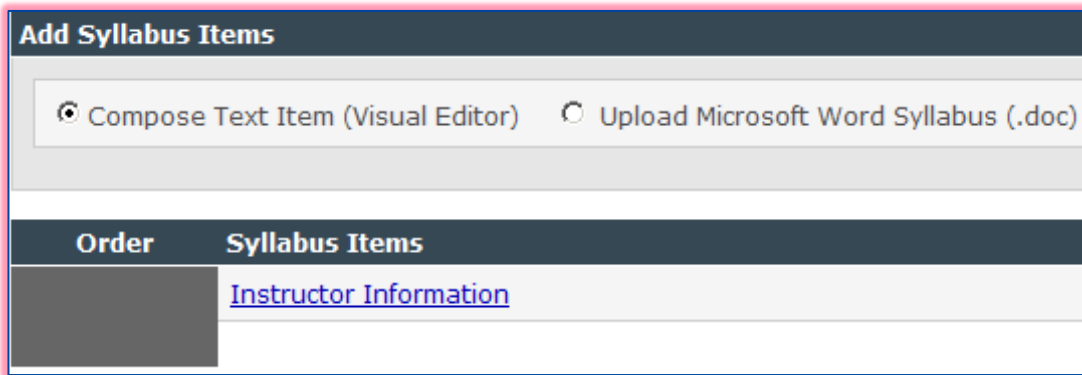 Add Syllabus Items
Compose Text Item (Visual Editor) Upload Microsoft Word Syllabus (.doc)
Order Syllabus Items
Instructor Information